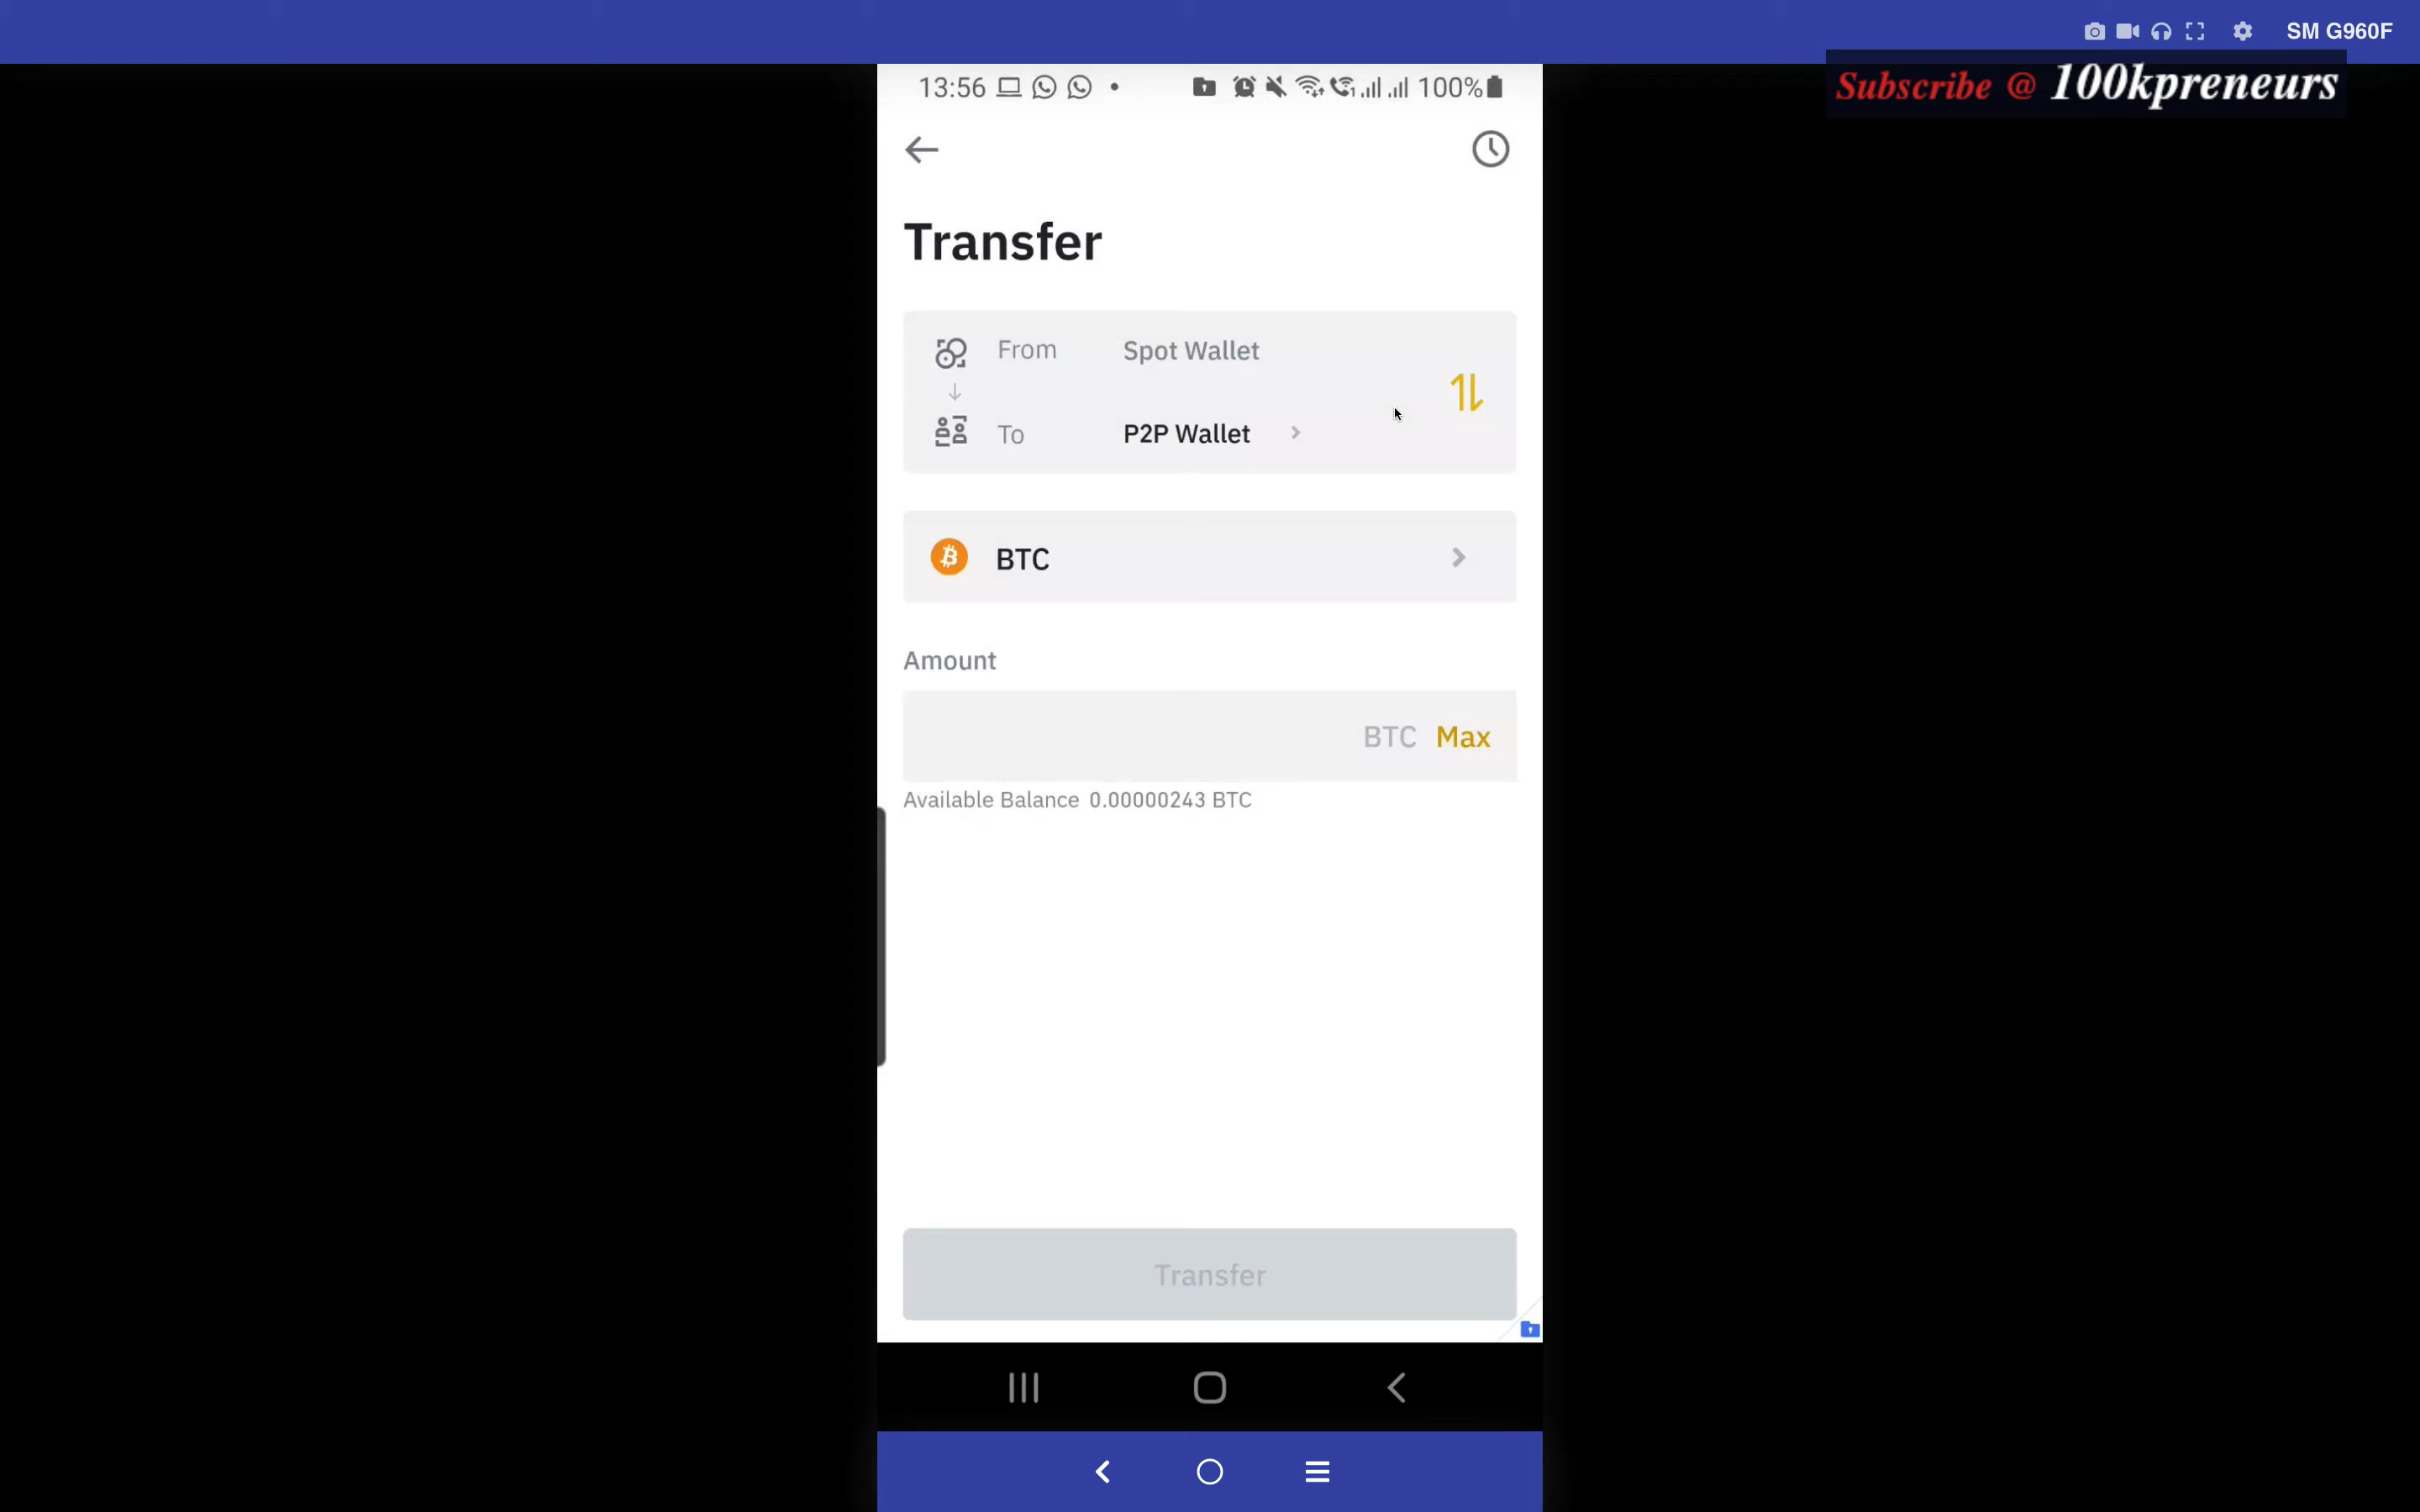 SM G960F
Subscribe @ 100kpreneurs
13:56 100%
Transfer
From Spot Wallet
To P2P Wallet
BTC
Amount
BTC Max
Available Balance 0.00000243 BTC
Transfer